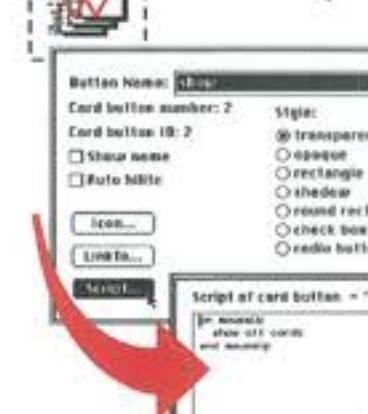 Button Name: show
Card button number: 2
Card button ID: 2
Show name
Auto hilite
Icon...
LinkTo...
Script...
Style:
transparen
opaque
rectangle
shadow
round rect
check box
radio butt
Script of card button = "
on mouseUp
show all cards
end mouseUp